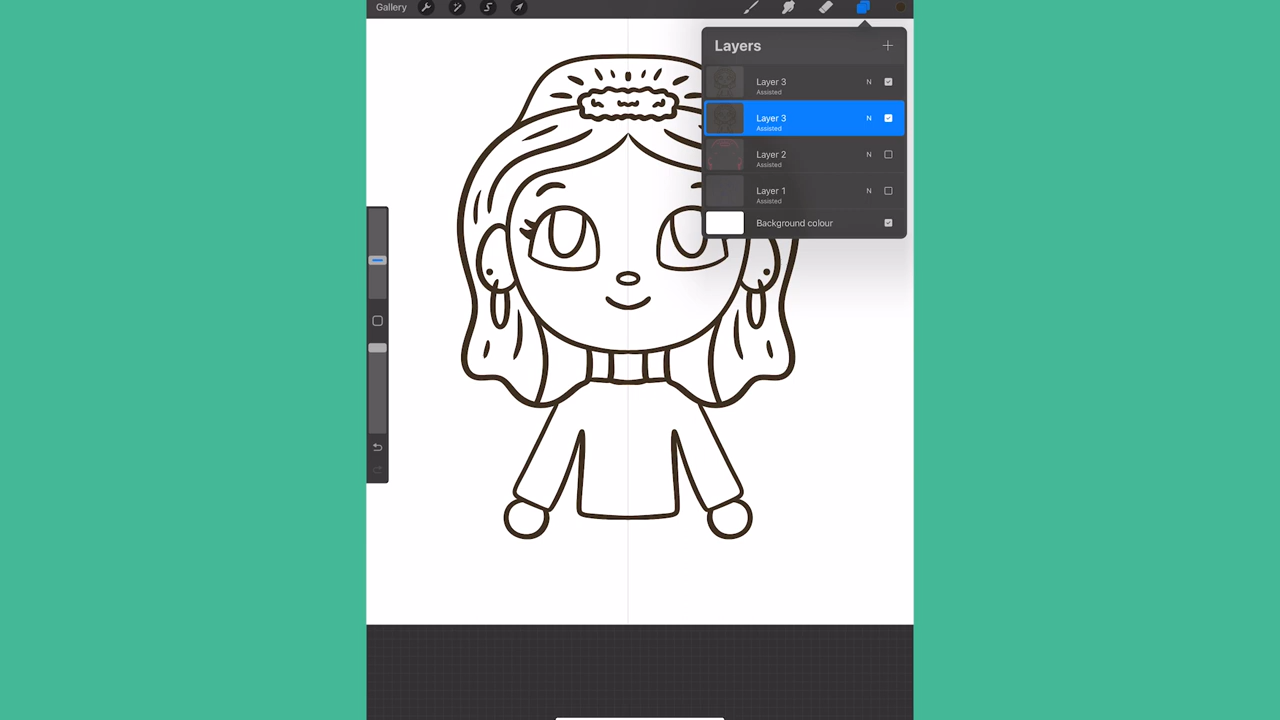 Gallery
Layers
Layer 3
N
Assisted
Layer 3
N
Assisted
Layer 2
N
Assisted
Layer 1
N
Assisted
Background colour